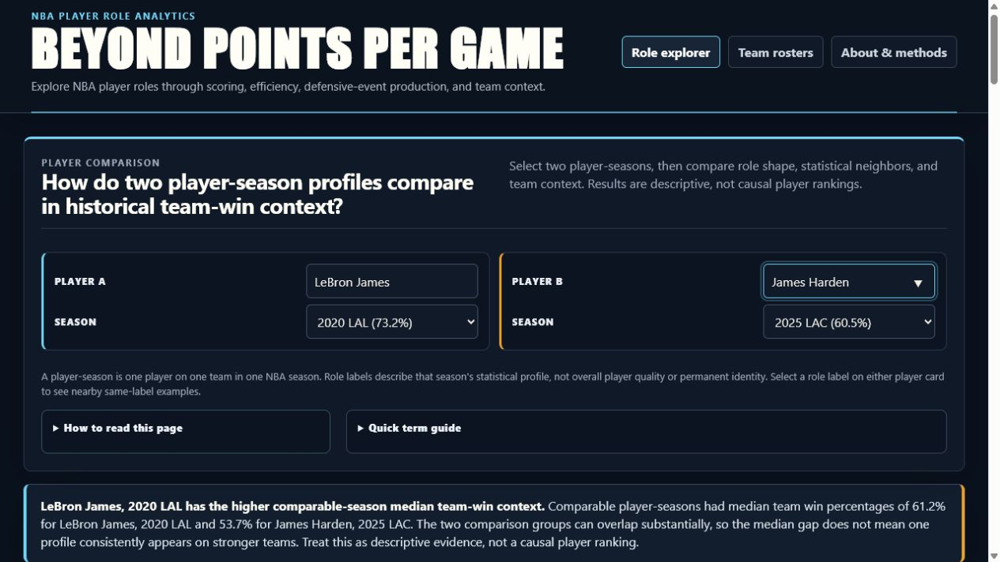 NBA PLAYER ROLE ANALYTICS
BEYOND POINTS PER GAME
Explore NBA player roles through scoring, efficiency, defensive-event production, and team context.
Role explorer
Team rosters
About & methods
PLAYER COMPARISON
How do two player-season profiles compare
in historical team-win context?
Select two player-seasons, then compare role shape, statistical neighbors, and
team context. Results are descriptive, not causal player rankings.
PLAYER A
LeBron James
SEASON
2020 LAL (73.2%)
PLAYER B
James Harden
SEASON
2025 LAC (60.5%)
A player-season is one player on one team in one NBA season. Role labels describe that season's statistical profile, not overall player quality or permanent identity. Select a role label on either player card
to see nearby same-label examples.
How to read this page
Quick term guide
LeBron James, 2020 LAL has the higher comparable-season median team-win context. Comparable player-seasons had median team win percentages of 61.2%
for LeBron James, 2020 LAL and 53.7% for James Harden, 2025 LAC. The two comparison groups can overlap substantially, so the median gap does not mean one
profile consistently appears on stronger teams. Treat this as descriptive evidence, not a causal player ranking.